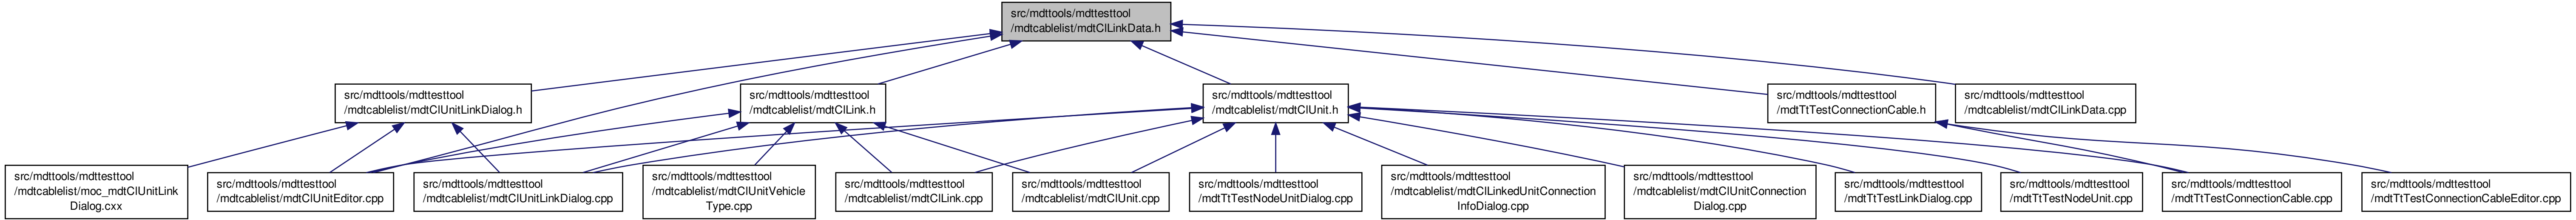 src/mdttools/mdttesttool
/mdtcablelist/mdtClLinkData.h
src/mdttools/mdttesttool
/mdtcablelist/mdtClUnitLinkDialog.h
src/mdttools/mdttesttool
/mdtcablelist/mdtClLink.h
src/mdttools/mdttesttool
/mdtcablelist/mdtClUnit.h
src/mdttools/mdttesttool
/mdtTtTestConnectionCable.h
src/mdttools/mdttesttool
/mdtcablelist/mdtClLinkData.cpp
src/mdttools/mdttesttool
/mdtcablelist/moc_mdtClUnitLink
Dialog.cxx
src/mdttools/mdttesttool
/mdtcablelist/mdtClUnitEditor.cpp
src/mdttools/mdttesttool
/mdtcablelist/mdtClUnitLinkDialog.cpp
src/mdttools/mdttesttool
/mdtcablelist/mdtClUnitVehicle
Type.cpp
src/mdttools/mdttesttool
/mdtcablelist/mdtClLink.cpp
src/mdttools/mdttesttool
/mdtcablelist/mdtClUnit.cpp
src/mdttools/mdttesttool
/mdtTtTestNodeUnitDialog.cpp
src/mdttools/mdttesttool
/mdtcablelist/mdtClLinkedUnitConnection
InfoDialog.cpp
src/mdttools/mdttesttool
/mdtcablelist/mdtClUnitConnection
Dialog.cpp
src/mdttools/mdttesttool
/mdtTtTestLinkDialog.cpp
src/mdttools/mdttesttool
/mdtTtTestNodeUnit.cpp
src/mdttools/mdttesttool
/mdtTtTestConnectionCable.cpp
src/mdttools/mdttesttool
/mdtTtTestConnectionCableEditor.cpp